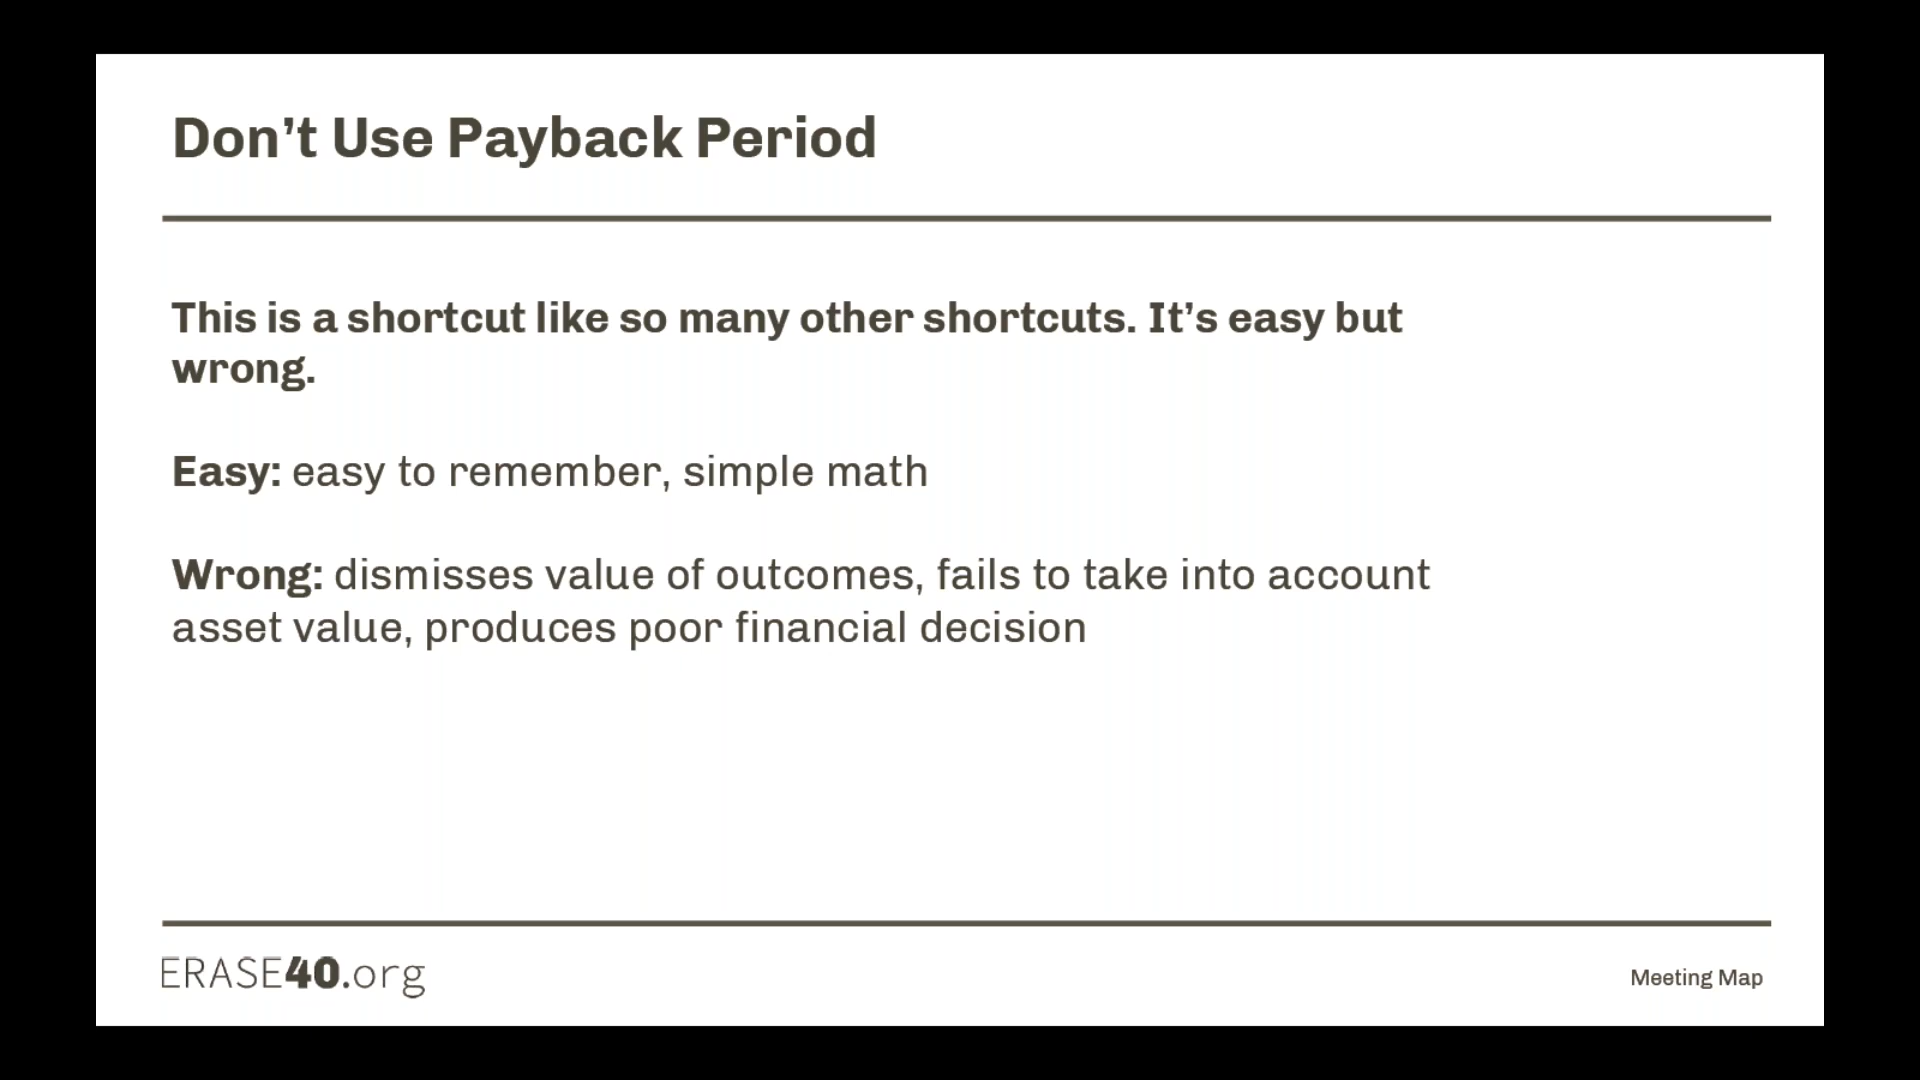 Don’t Use Payback Period
This is a shortcut like so many other shortcuts. It’s easy but
wrong.
Easy: easy to remember, simple math
Wrong: dismisses value of outcomes, fails to take into account
asset value, produces poor financial decision
ERASE40.org
Meeting Map